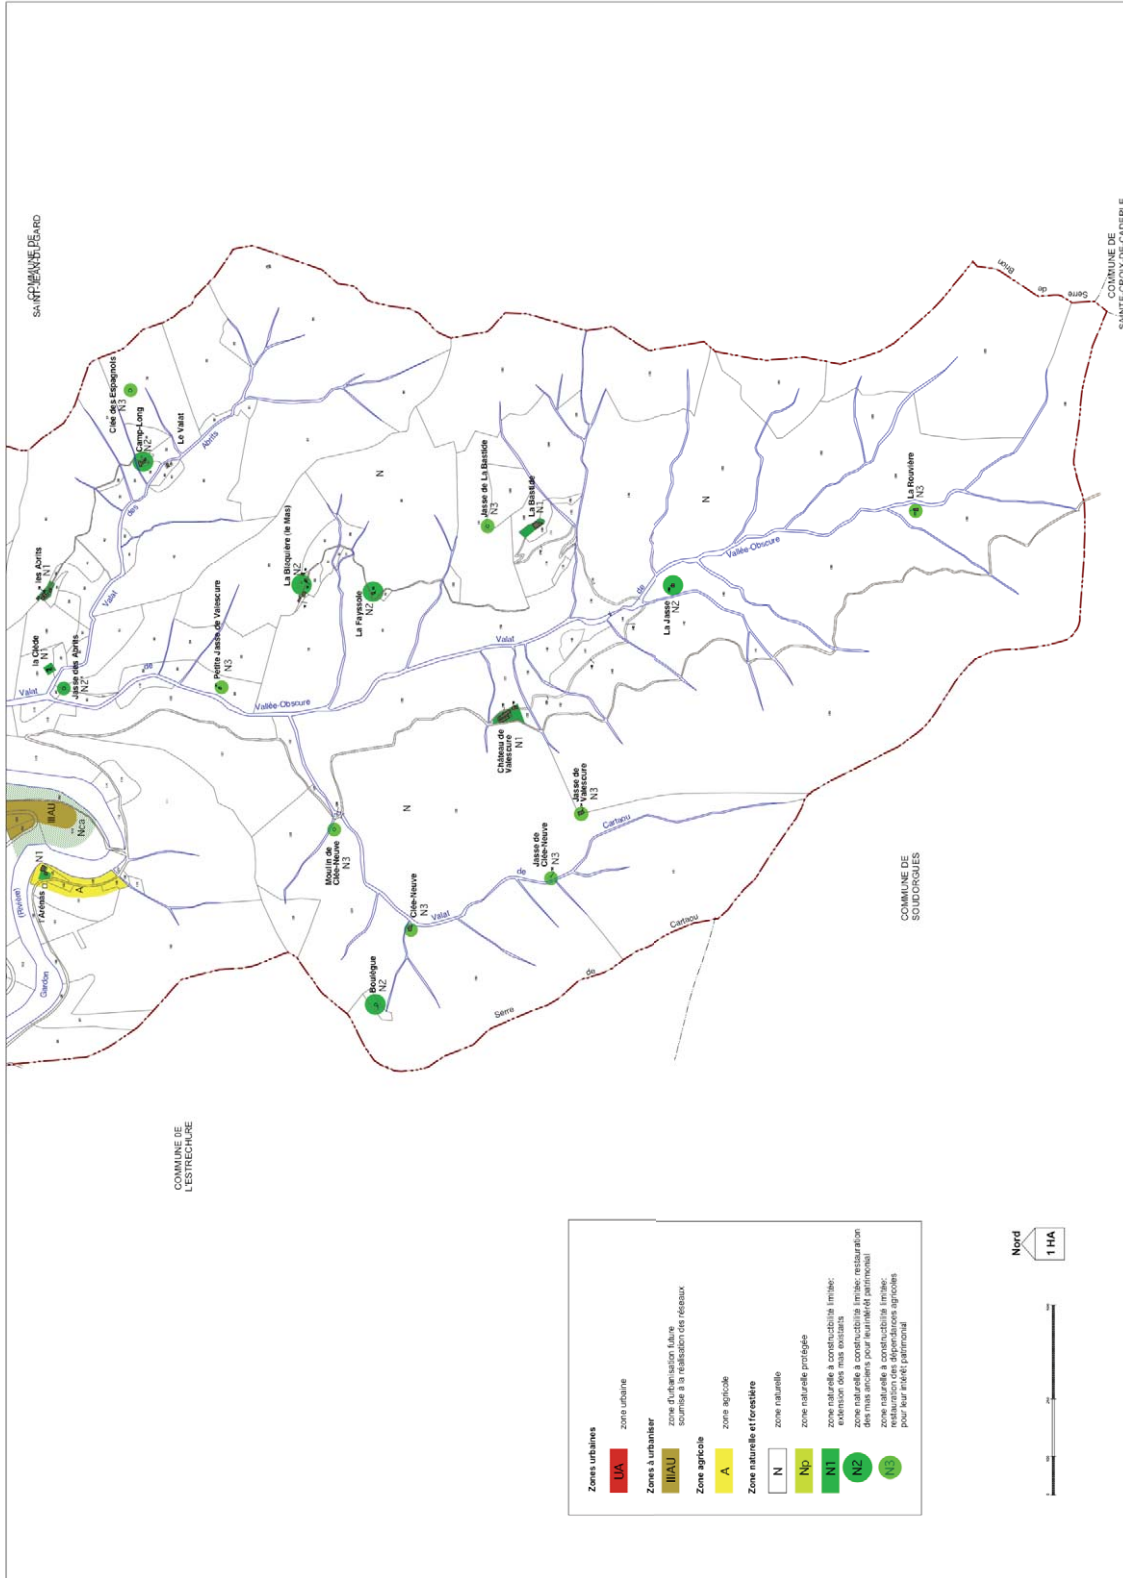 COMMUNE DE
SAINT-JEAN-DU-GARD
COMMUNE DE
SAINTE-CROIX-DE-CADERLE
Brion
de
Serre
Clée des Espagnols
N3
Camp-Long
N2*
Le Valat
Abrits
des
Valat
les Abrits
N1
la Clède
N1
Jasse des Abrits
N2*
Valat
de
Petite Jasse de Valescure
N3
Vallée-Obscure
La Blaquière (le Mas)
N2
La Fayssole
N2
N
Jasse de La Bastide
N3
La Bastide
N1
N
La Rouvière
N3
Vallée-Obscure
de
La Jasse
N2
Valat
Château de
Valescure
N1
Jasse de
Valescure
N3
N
IIIAU
Nca
N1
l'Arénas
A
(Rivière)
Gardon
Moulin de
Clée-Neuve
N3
de
Clée-Neuve
N3
Valat
de
Cartaou
Jasse de
Clée-Neuve
N3
Boulègue
N2
Serre
de
Cartaou
COMMUNE DE
SOUDORGUES
COMMUNE DE
L'ESTRECHURE
Zones urbaines
UA
zone urbaine
Zones à urbaniser
IIIAU
zone d'urbanisation future
soumise à la réalisation des réseaux
Zone agricole
A
zone agricole
Zone naturelle et forestière
N
zone naturelle
Np
zone naturelle protégée
N1
zone naturelle à constructibilité limitée:
extension des mas existants
N2
zone naturelle à constructibilité limitée: restauration
des mas anciens pour leur intérêt patrimonial
N3
zone naturelle à constructibilité limitée:
restauration des dépendances agricoles
pour leur intérêt patrimonial
Nord
1 HA